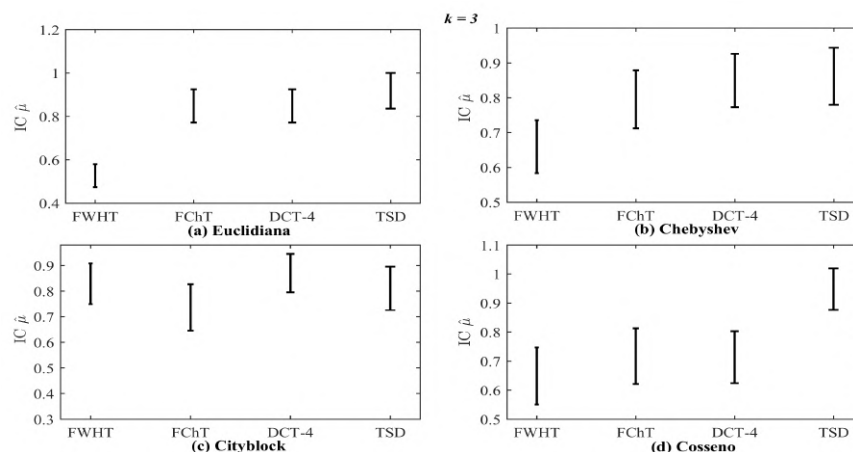 k = 3
1.2
1
0.8
0.6
0.4
IC μ̂
FWHT FChT DCT-4 TSD
(a) Euclidiana
1
0.9
0.8
0.7
0.6
0.5
IC μ̂
FWHT FChT DCT-4 TSD
(b) Chebyshev
0.9
0.8
0.7
0.6
0.5
0.4
0.3
IC μ̂
FWHT FChT DCT-4 TSD
(c) Cityblock
1.1
1
0.9
0.8
0.7
0.6
0.5
IC μ̂
FWHT FChT DCT-4 TSD
(d) Cosseno